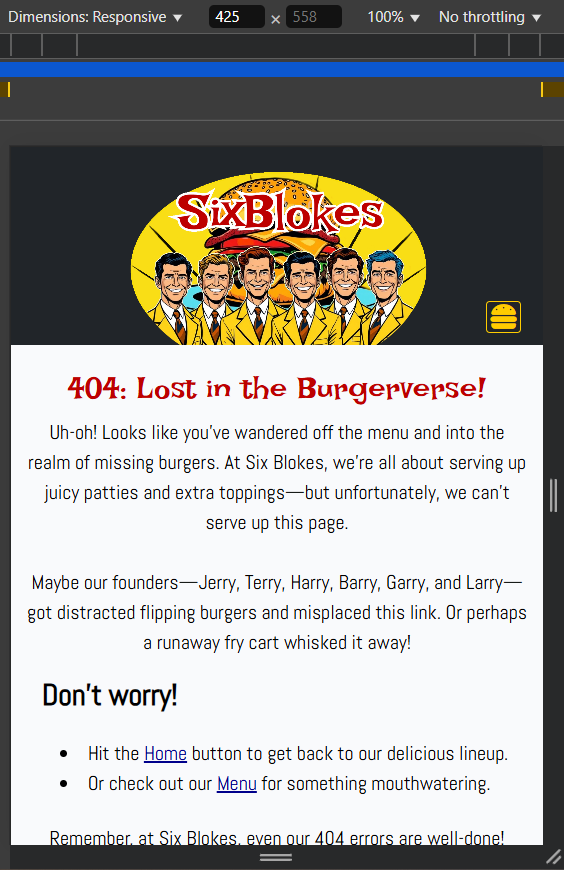 Dimensions: Responsive ▼ 425 × 558 100% ▼ No throttling ▼
SixBlokes
404: Lost in the Burgerverse!
Uh-oh! Looks like you've wandered off the menu and into the
realm of missing burgers. At Six Blokes, we're all about serving up
juicy patties and extra toppings—but unfortunately, we can't
serve up this page.
Maybe our founders—Jerry, Terry, Harry, Barry, Garry, and Larry—
got distracted flipping burgers and misplaced this link. Or perhaps
a runaway fry cart whisked it away!
Don't worry!
• Hit the Home button to get back to our delicious lineup.
• Or check out our Menu for something mouthwatering.
Remember, at Six Blokes, even our 404 errors are well-done!